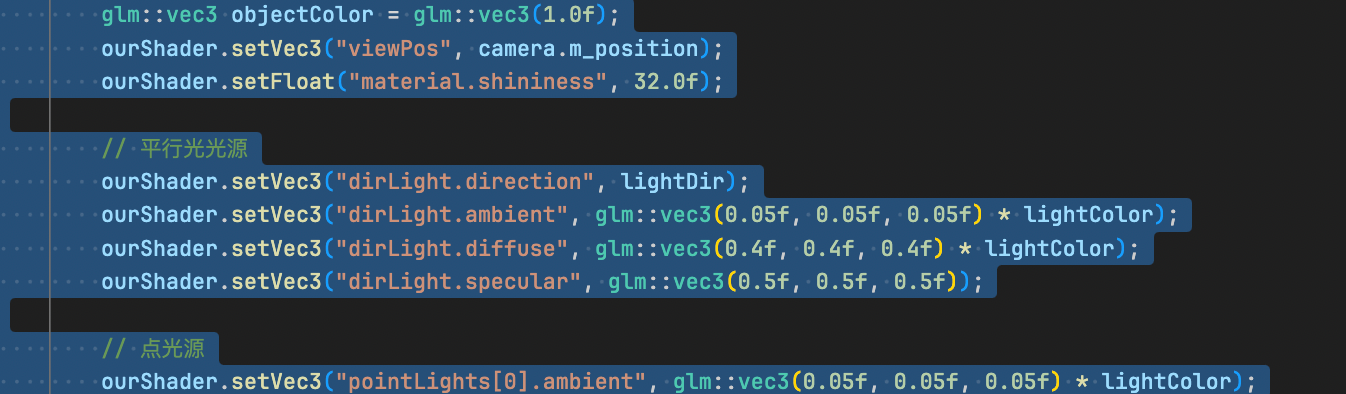 glm::vec3 objectColor = glm::vec3(1.0f);
ourShader.setVec3("viewPos", camera.m_position);
ourShader.setFloat("material.shininess", 32.0f);
// 平行光光源
ourShader.setVec3("dirLight.direction", lightDir);
ourShader.setVec3("dirLight.ambient", glm::vec3(0.05f, 0.05f, 0.05f) * lightColor);
ourShader.setVec3("dirLight.diffuse", glm::vec3(0.4f, 0.4f, 0.4f) * lightColor);
ourShader.setVec3("dirLight.specular", glm::vec3(0.5f, 0.5f, 0.5f));
// 点光源
ourShader.setVec3("pointLights[0].ambient", glm::vec3(0.05f, 0.05f, 0.05f) * lightColor);